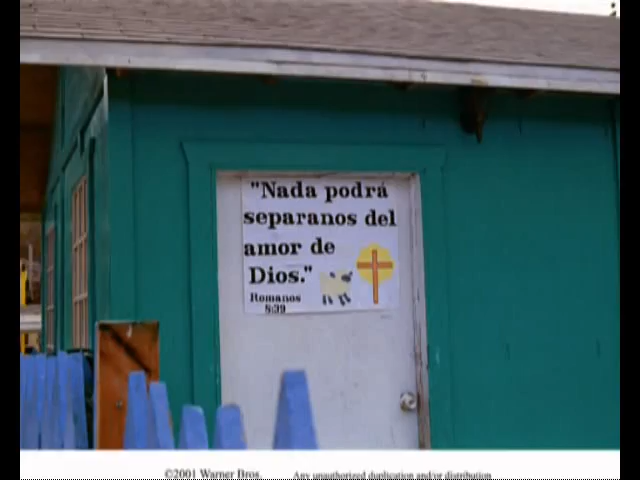 "Nada podrá
separanos del
amor de
Dios."
Romanos
8:39
©2001 Warner Bros. Any unauthorized duplication and/or distribution